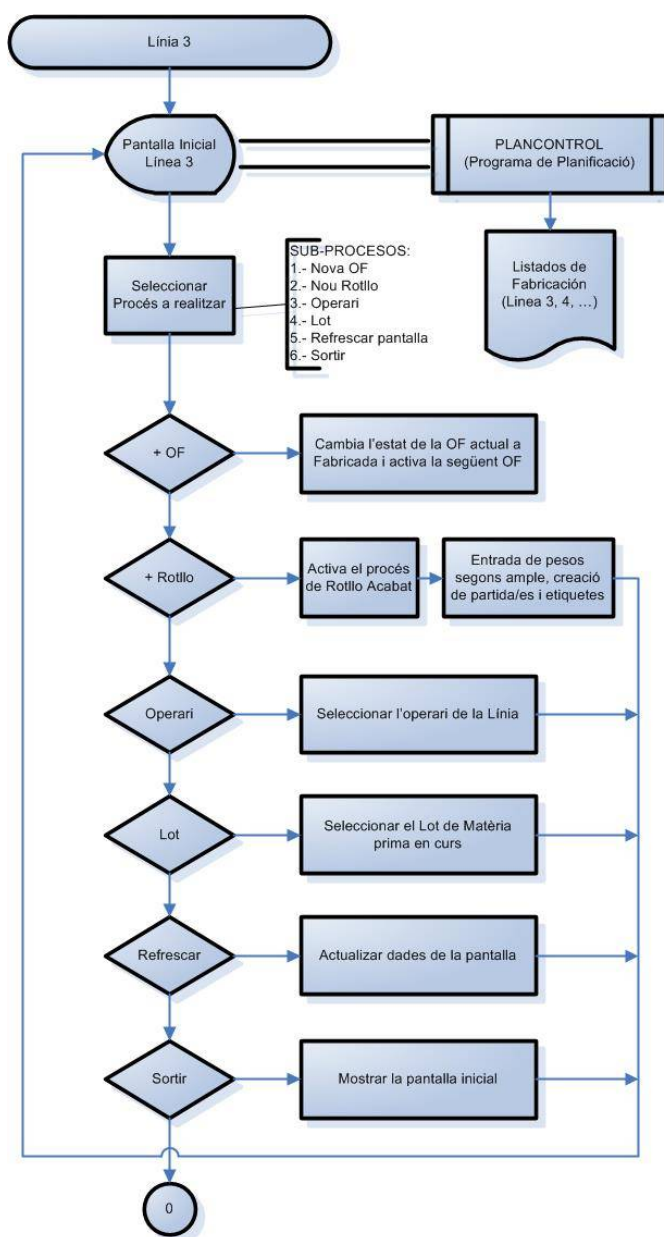 Línia 3
Pantalla Inicial
Línea 3
PLANCONTROL
(Programa de Planificació)
Seleccionar
Procés a realitzar
SUB-PROCESOS:
1.- Nova OF
2.- Nou Rotllo
3.- Operari
4.- Lot
5.- Refrescar pantalla
6.- Sortir
Listados de
Fabricación
(Linea 3, 4, ...)
+ OF
Cambia l'estat de la OF actual a
Fabricada i activa la següent OF
+ Rotllo
Activa el procés
de Rotllo Acabat
Entrada de pesos
segons ample, creació
de partida/es i etiquetes
Operari
Seleccionar l'operari de la Línia
Lot
Seleccionar el Lot de Matèria
prima en curs
Refrescar
Actualizar dades de la pantalla
Sortir
Mostrar la pantalla inicial
0